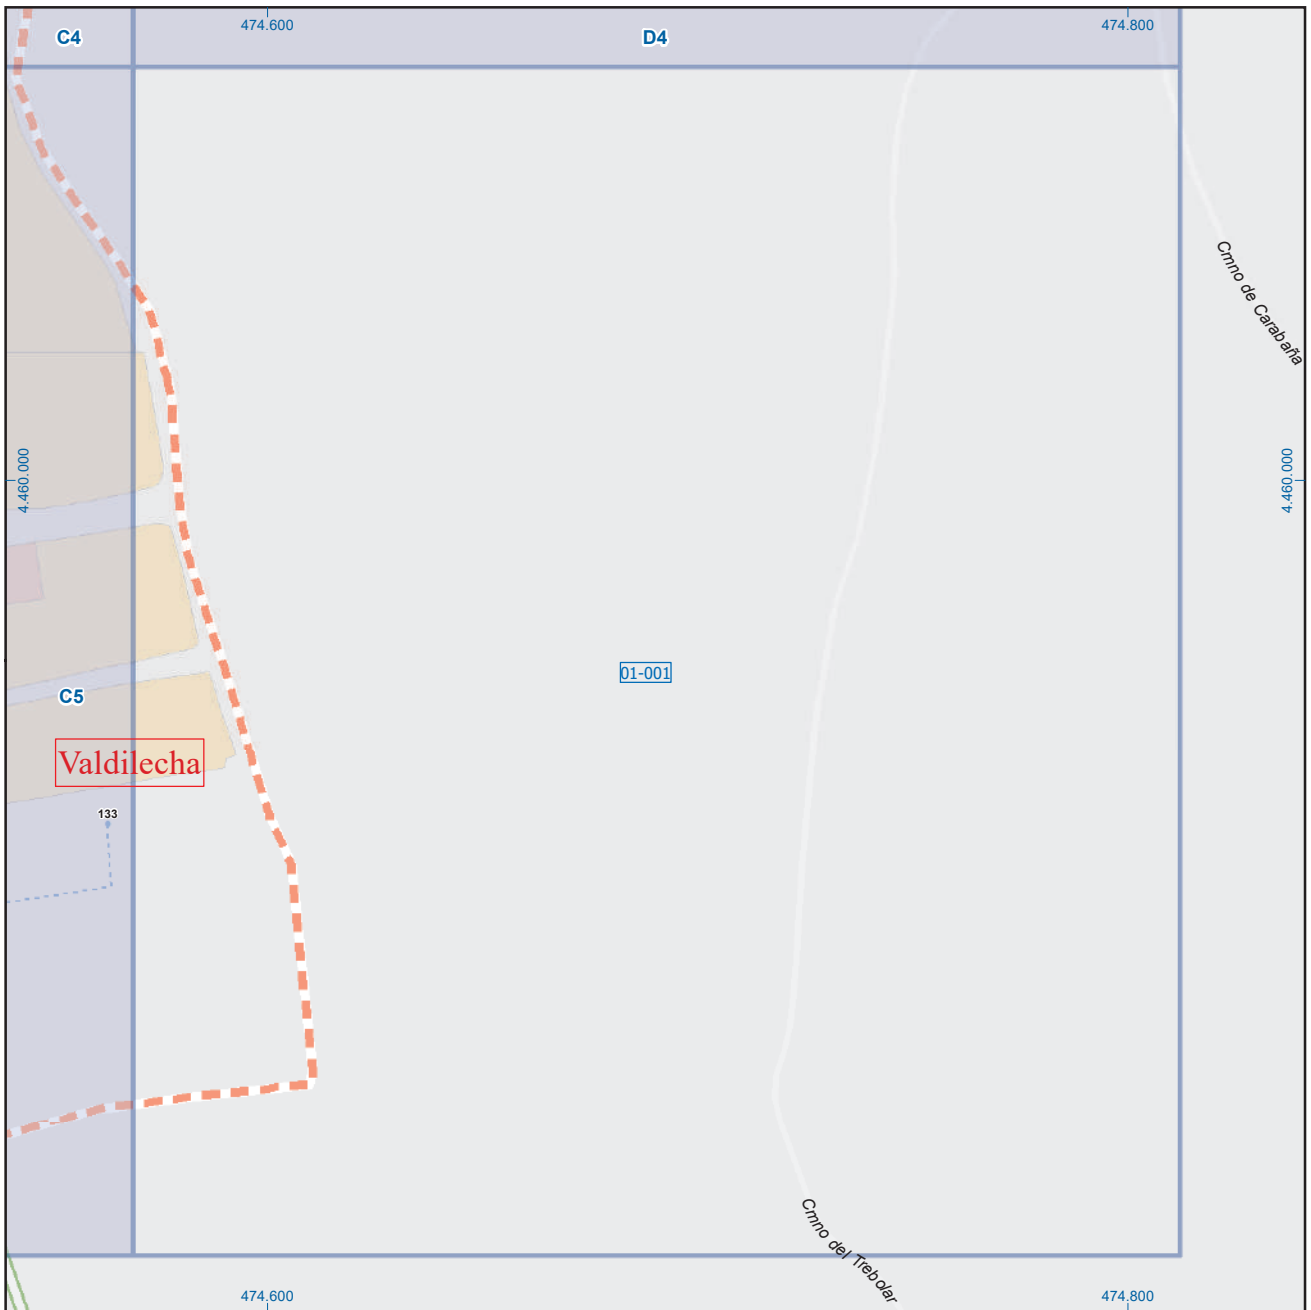 474.600
474.800
C4
D4
Cmno de Carabaña
4.460.000
4.460.000
01-001
C5
Valdilecha
133
Cmno del Trebolar
474.600
474.800